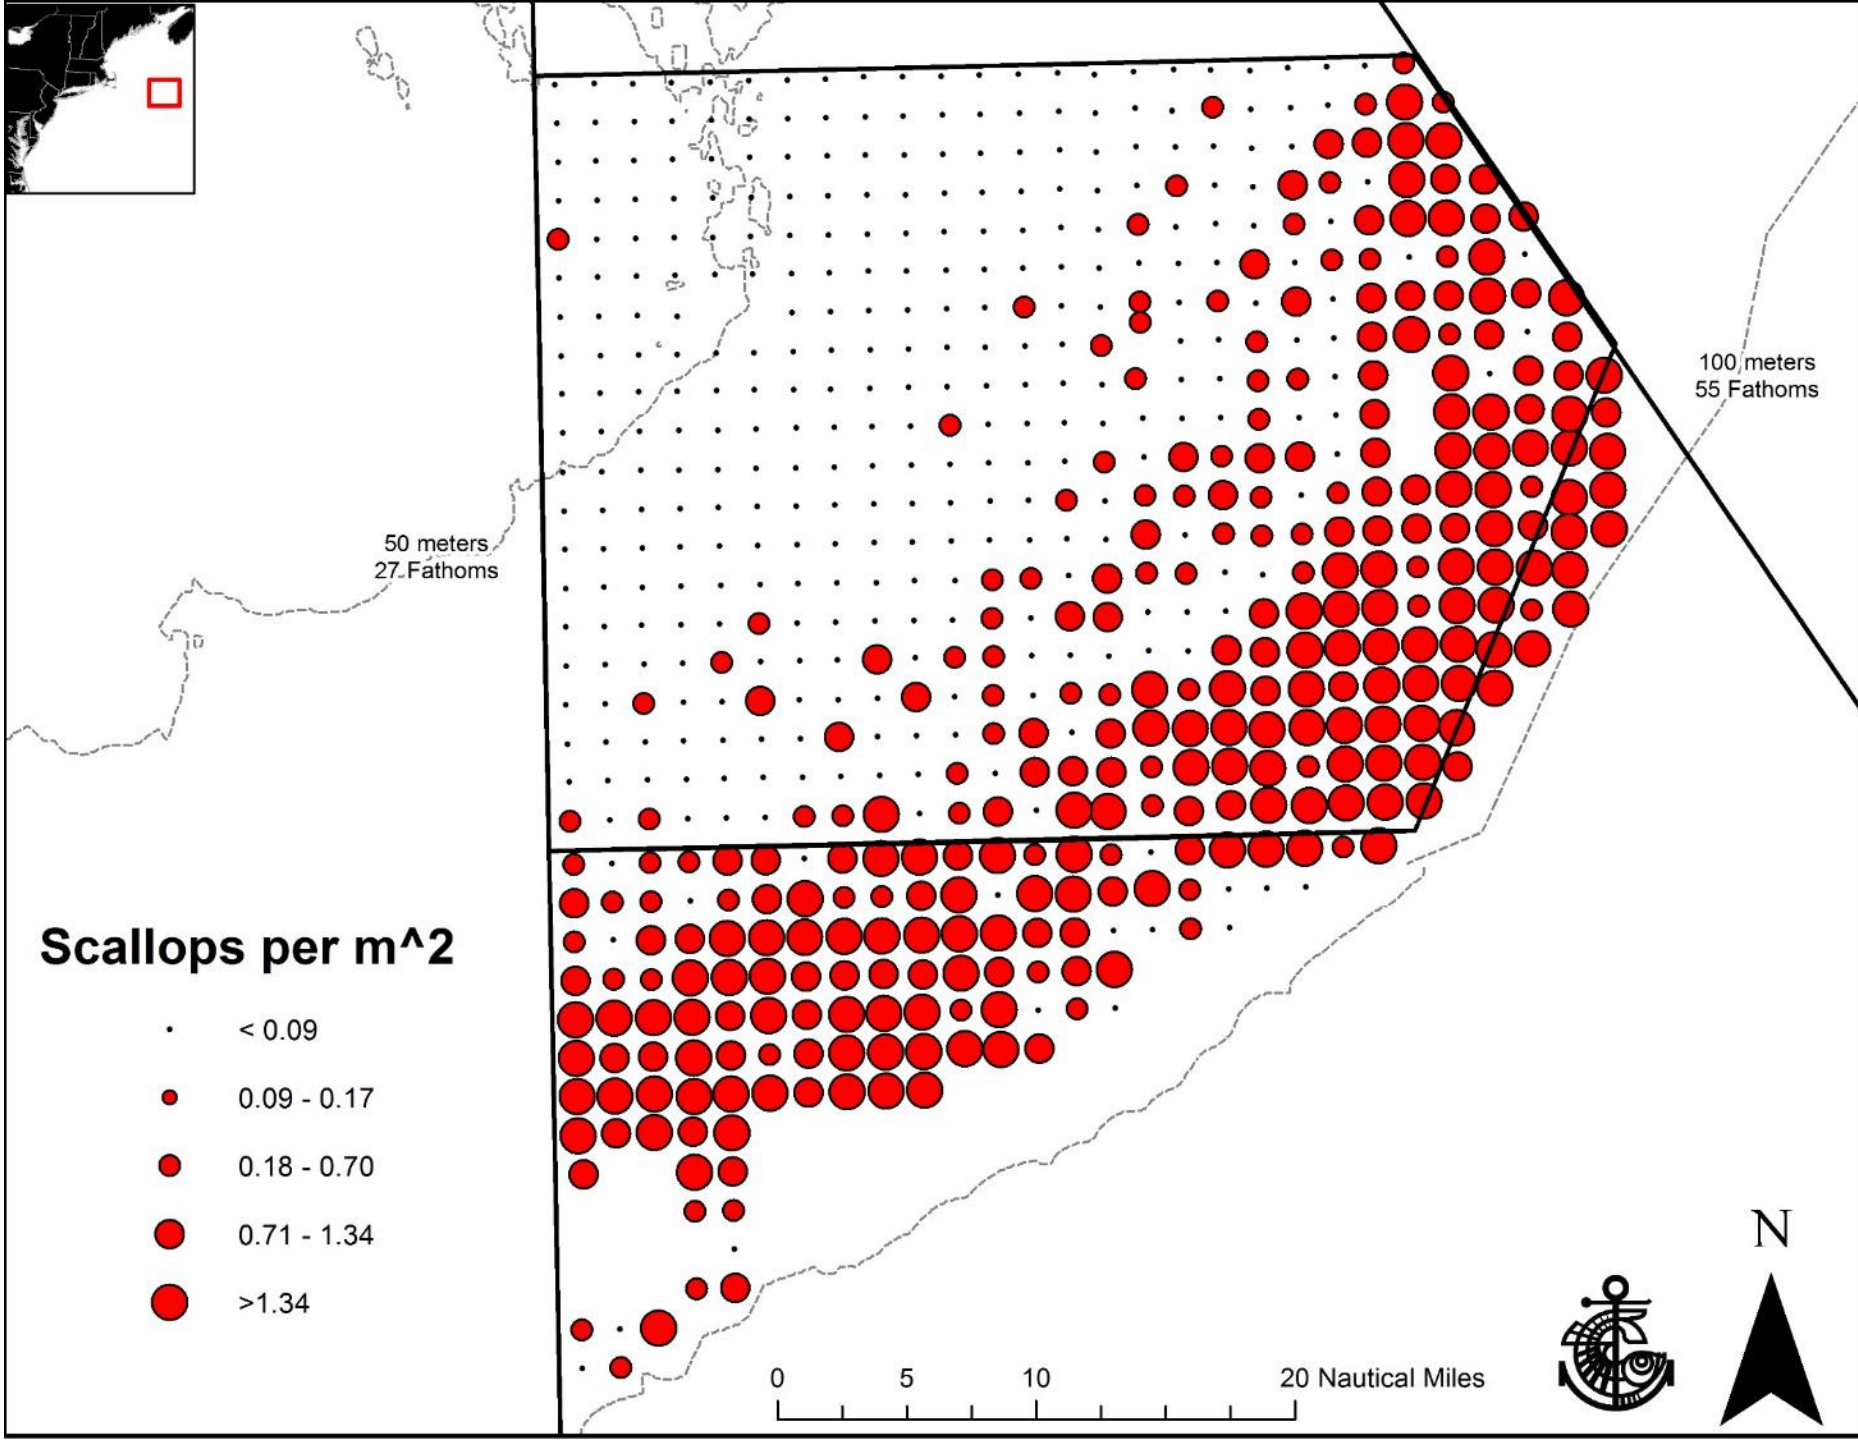 100 meters
55 Fathoms
50 meters
27 Fathoms
Scallops per m^2
< 0.09
0.09 - 0.17
0.18 - 0.70
0.71 - 1.34
>1.34
N
0 5 10 20 Nautical Miles